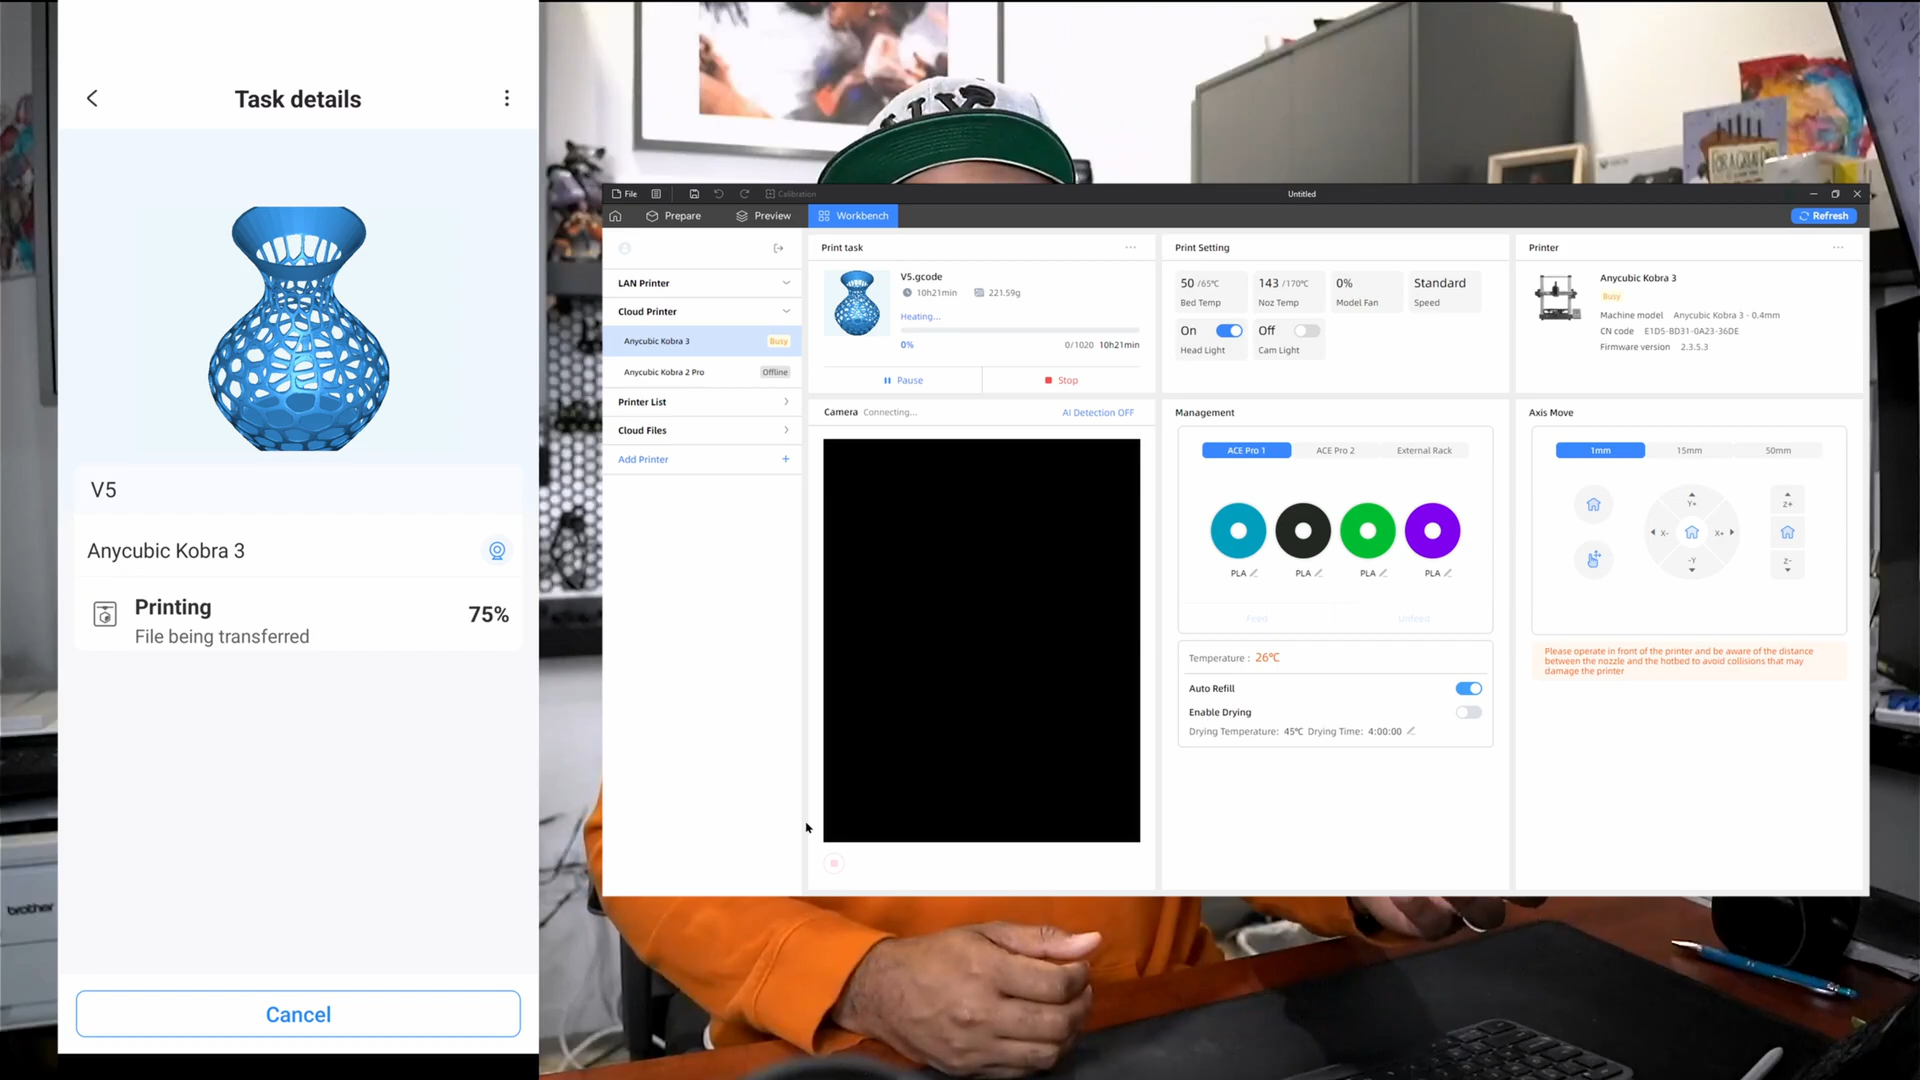 Task details
V5
Anycubic Kobra 3
Printing
75%
File being transferred
Cancel
brother
File
Calibration
Untitled
Prepare
Preview
Workbench
Refresh
LAN Printer
Cloud Printer
Anycubic Kobra 3
Busy
Anycubic Kobra 2 Pro
Offline
Printer List
Cloud Files
Add Printer
Print task
V5.gcode
10h21min
221.59g
Heating...
0%
0/1020 10h21min
Pause
Stop
Camera Connecting...
AI Detection OFF
Print Setting
50 /65℃
Bed Temp
143 /170℃
Noz Temp
0%
Model Fan
Standard
Speed
On
Head Light
Off
Cam Light
Management
ACE Pro 1
ACE Pro 2
External Rack
PLA
PLA
PLA
PLA
Feed
Unfeed
Temperature : 26℃
Auto Refill
Enable Drying
Drying Temperature: 45℃ Drying Time: 4:00:00
Printer
Anycubic Kobra 3
Busy
Machine model Anycubic Kobra 3 - 0.4mm
CN code E1D5-BD31-0A23-36DE
Firmware version 2.3.5.3
Axis Move
1mm
15mm
50mm
Y+
X-
X+
-Y
Z+
Z-
Please operate in front of the printer and be aware of the distance
between the nozzle and the hotbed to avoid collisions that may
damage the printer